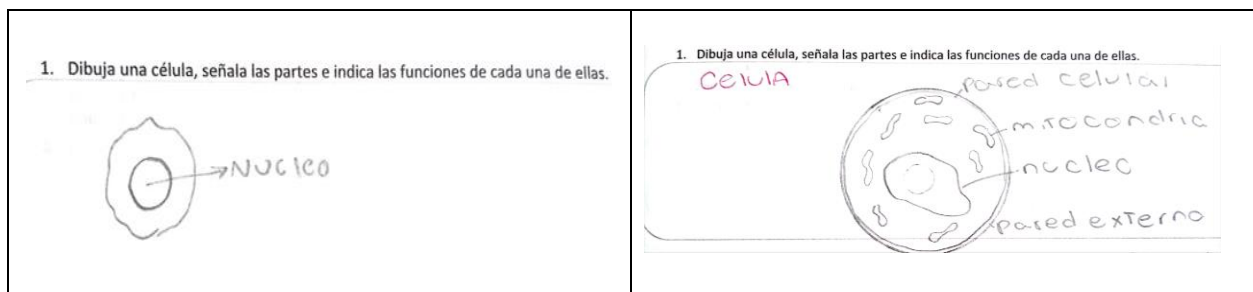 1. Dibuja una célula, señala las partes e indica las funciones de cada una de ellas.
NUCleO
1. Dibuja una célula, señala las partes e indica las funciones de cada una de ellas.
CelulA
pared celular
mitocondria
nucleo
pared externo